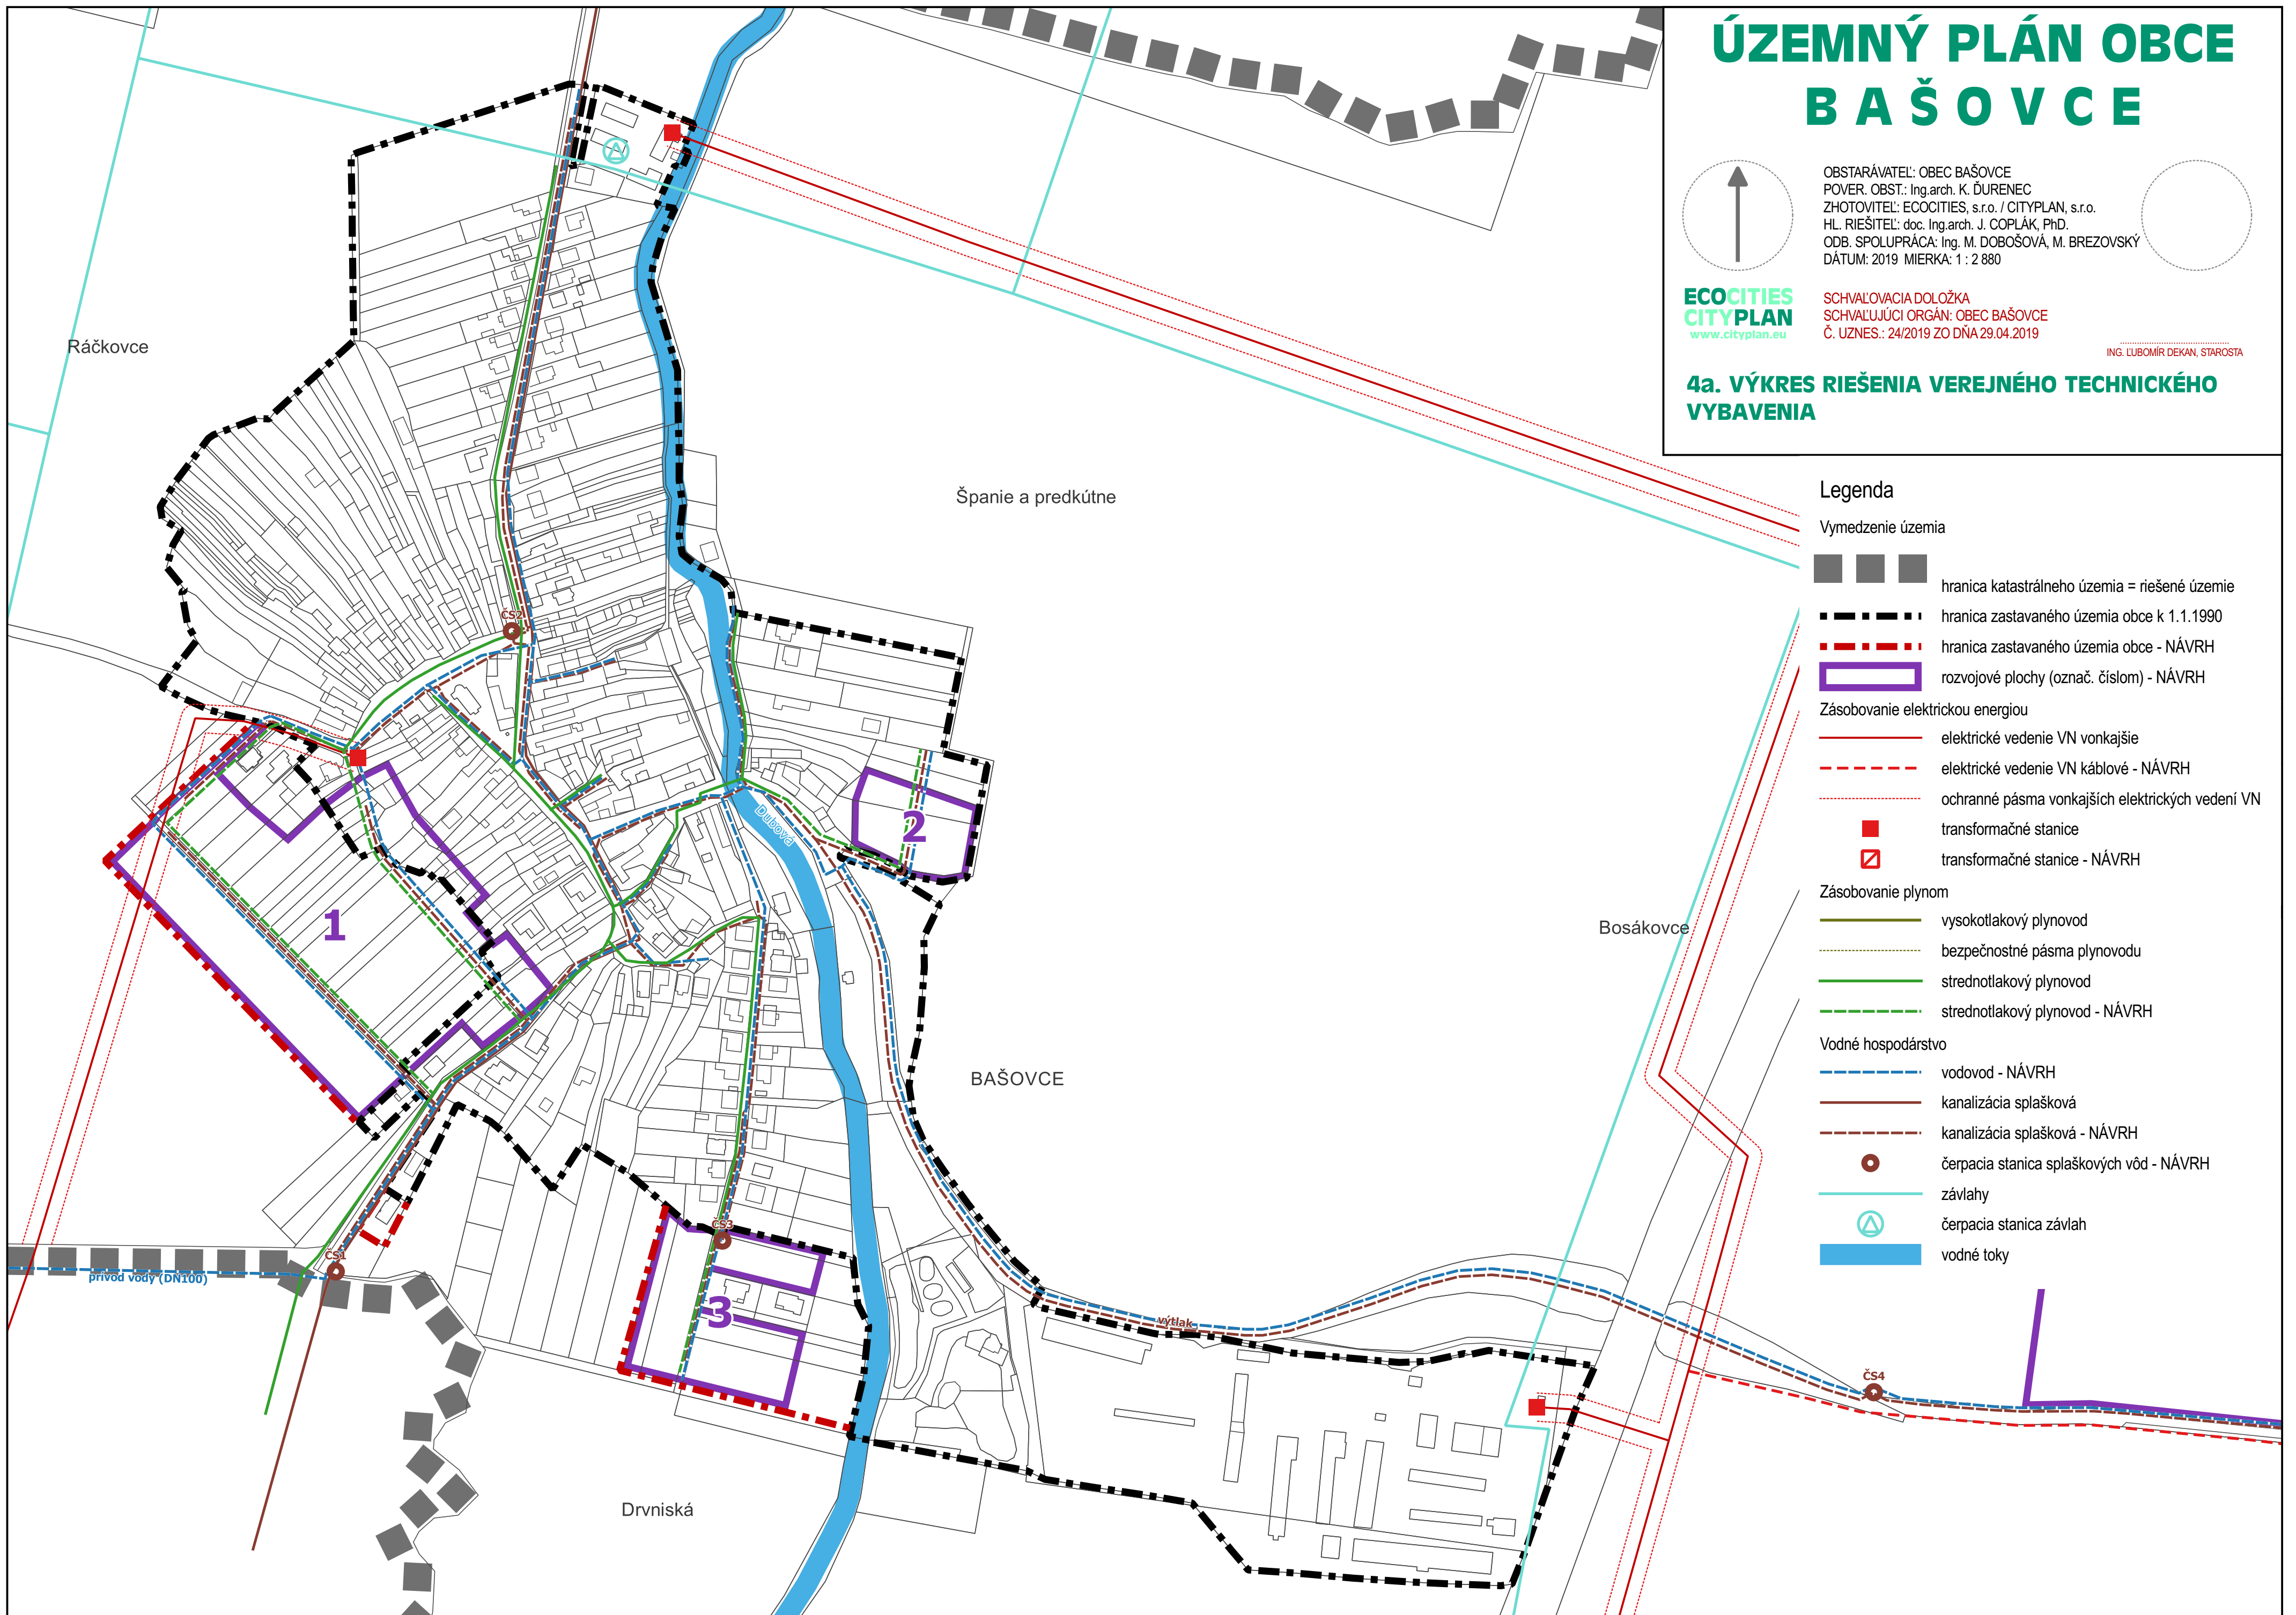 ÚZEMNÝ PLÁN OBCE
BAŠOVCE
OBSTARÁVATEĽ: OBEC BAŠOVCE
POVER. OBST.: Ing.arch. K. ĎURENEC
ZHOTOVITEĽ: ECOCITIES, s.r.o. / CITYPLAN, s.r.o.
HL. RIEŠITEĽ: doc. Ing.arch. J. COPLÁK, PhD.
ODB. SPOLUPRÁCA: Ing. M. DOBOŠOVÁ, M. BREZOVSKÝ
DÁTUM: 2019 MIERKA: 1 : 2 880
ECOCITIES
CITYPLAN
www.cityplan.eu
SCHVAĽOVACIA DOLOŽKA
SCHVAĽUJÚCI ORGÁN: OBEC BAŠOVCE
Č. UZNES.: 24/2019 ZO DŇA 29.04.2019
ING. ĽUBOMÍR DEKAN, STAROSTA
4a. VÝKRES RIEŠENIA VEREJNÉHO TECHNICKÉHO
VYBAVENIA
Legenda
Vymedzenie územia
hranica katastrálneho územia = riešené územie
hranica zastavaného územia obce k 1.1.1990
hranica zastavaného územia obce - NÁVRH
rozvojové plochy (označ. číslom) - NÁVRH
Zásobovanie elektrickou energiou
elektrické vedenie VN vonkajšie
elektrické vedenie VN káblové - NÁVRH
ochranné pásma vonkajších elektrických vedení VN
transformačné stanice
transformačné stanice - NÁVRH
Zásobovanie plynom
vysokotlakový plynovod
bezpečnostné pásma plynovodu
strednotlakový plynovod
strednotlakový plynovod - NÁVRH
Vodné hospodárstvo
vodovod - NÁVRH
kanalizácia splašková
kanalizácia splašková - NÁVRH
čerpacia stanica splaškových vôd - NÁVRH
závlahy
čerpacia stanica závlah
vodné toky
Ráčkovce
Španie a predkútne
ČS2
Dubová
2
1
Bosákovce
BAŠOVCE
ČS3
ČS1
prívod vody (DN100)
3
výtlak
ČS4
Drvniská